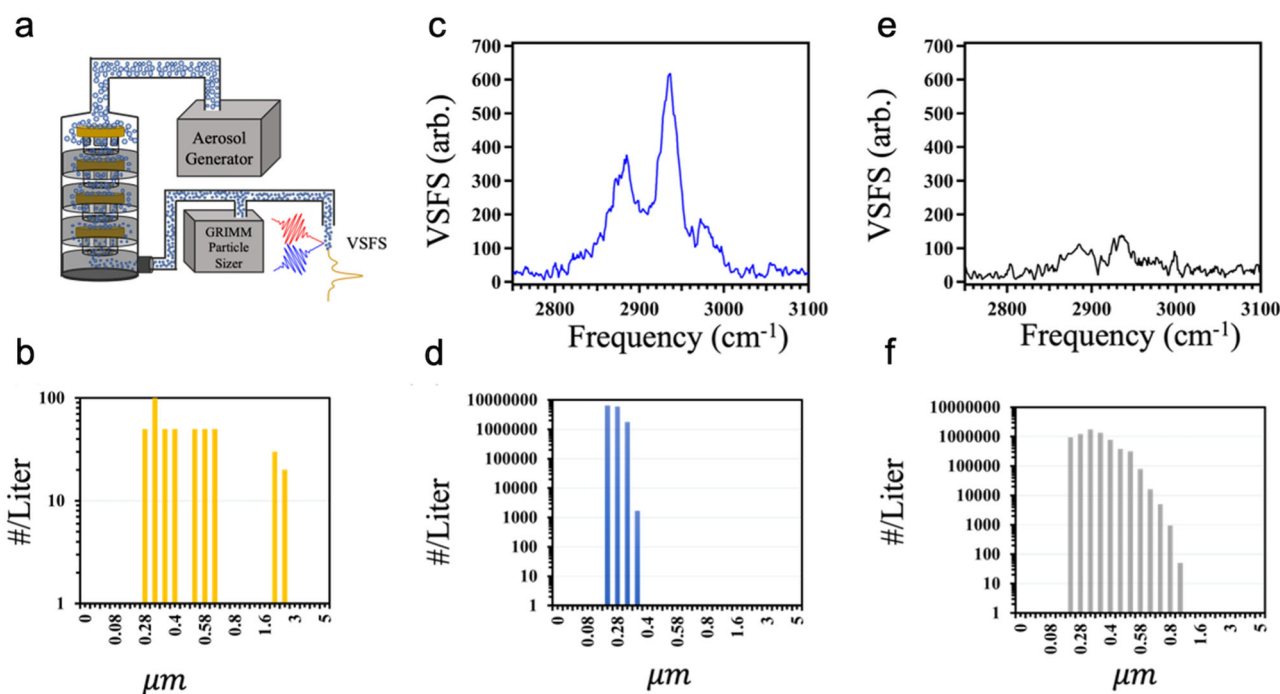 a
Aerosol
Generator
GRIMM
Particle
Sizer
VSFS
c
700
600
500
400
300
200
100
0
VSFS (arb.)
2800 2900 3000 3100
Frequency (cm-1)
e
700
600
500
400
300
200
100
0
VSFS (arb.)
2800 2900 3000 3100
Frequency (cm-1)
b
100
10
1
#/Liter
0 0.08 0.28 0.4 0.58 0.8 1.6 5
μm
d
10000000
1000000
100000
10000
1000
100
10
1
#/Liter
0 0.08 0.28 0.4 0.58 0.8 1.6 5
μm
f
10000000
1000000
100000
10000
1000
100
10
1
#/Liter
0 0.08 0.28 0.4 0.58 0.8 1.6 5
μm